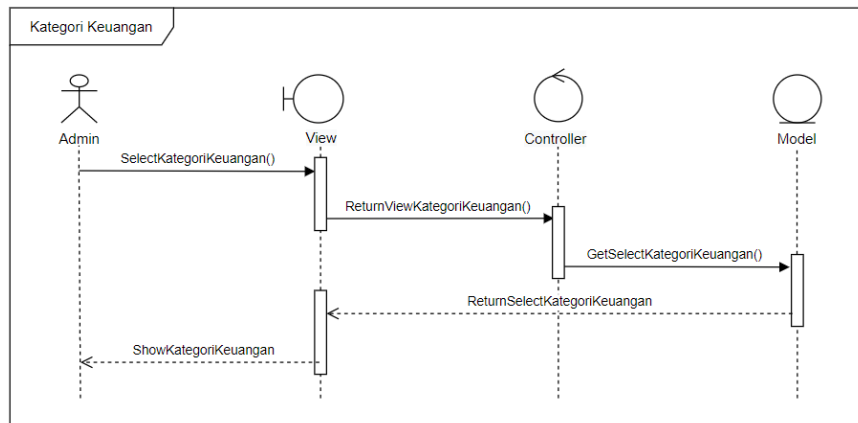 Kategori Keuangan
Admin
View
Controller
Model
SelectKategoriKeuangan()
ReturnViewKategoriKeuangan()
GetSelectKategoriKeuangan()
ReturnSelectKategoriKeuangan
ShowKategoriKeuangan